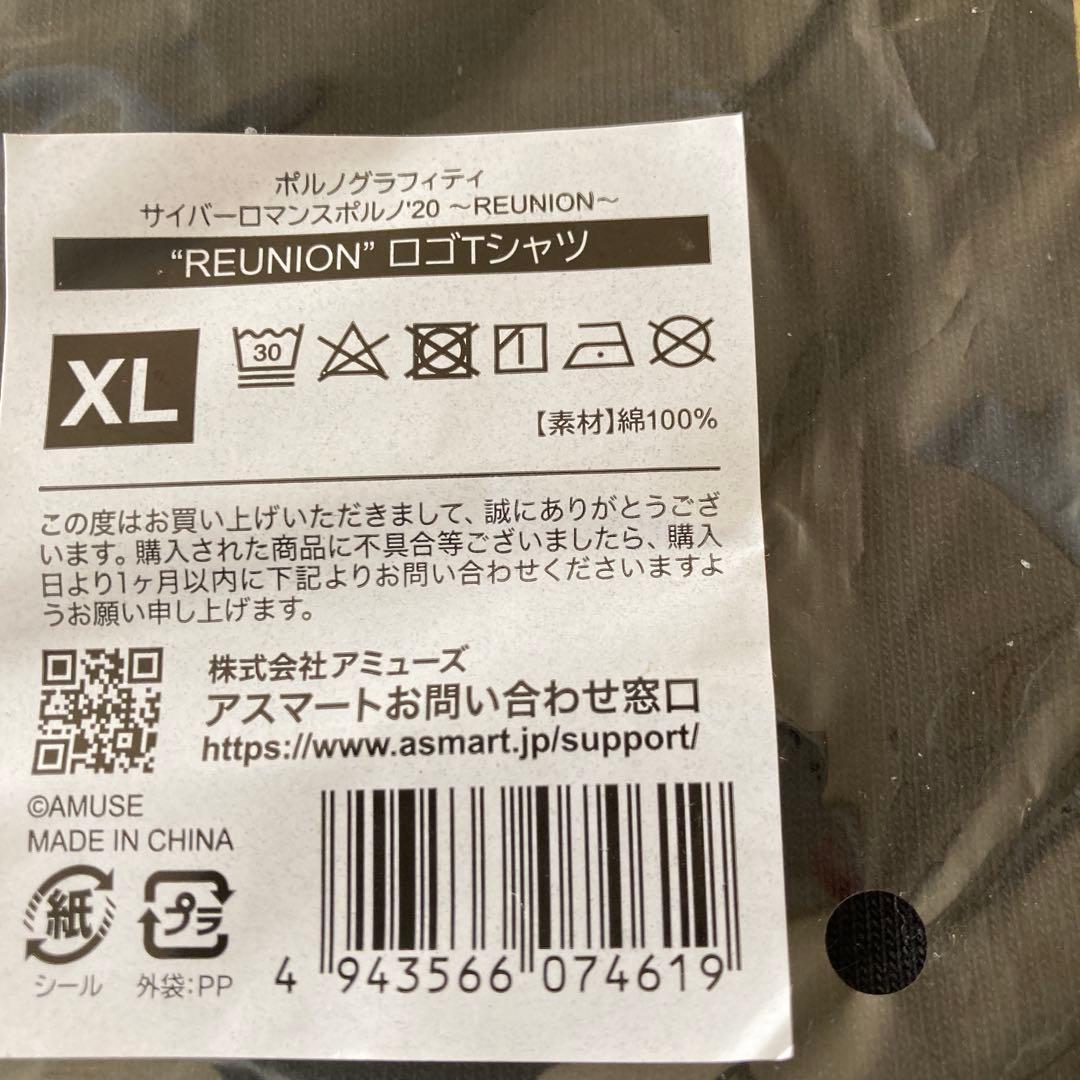 ポルノグラフィティ
サイバーロマンスポルノ'20 ～REUNION～
“REUNION” ロゴTシャツ
XL
30
【素材】綿100%
この度はお買い上げいただきまして、誠にありがとうござ
います。購入された商品に不具合等ございましたら、購入
日より1ヶ月以内に下記よりお問い合わせくださいますよ
うお願い申し上げます。
株式会社アミューズ
アスマートお問い合わせ窓口
https://www.asmart.jp/support/
©AMUSE
MADE IN CHINA
紙
プラ
シール
外袋:PP
4 943566 074619